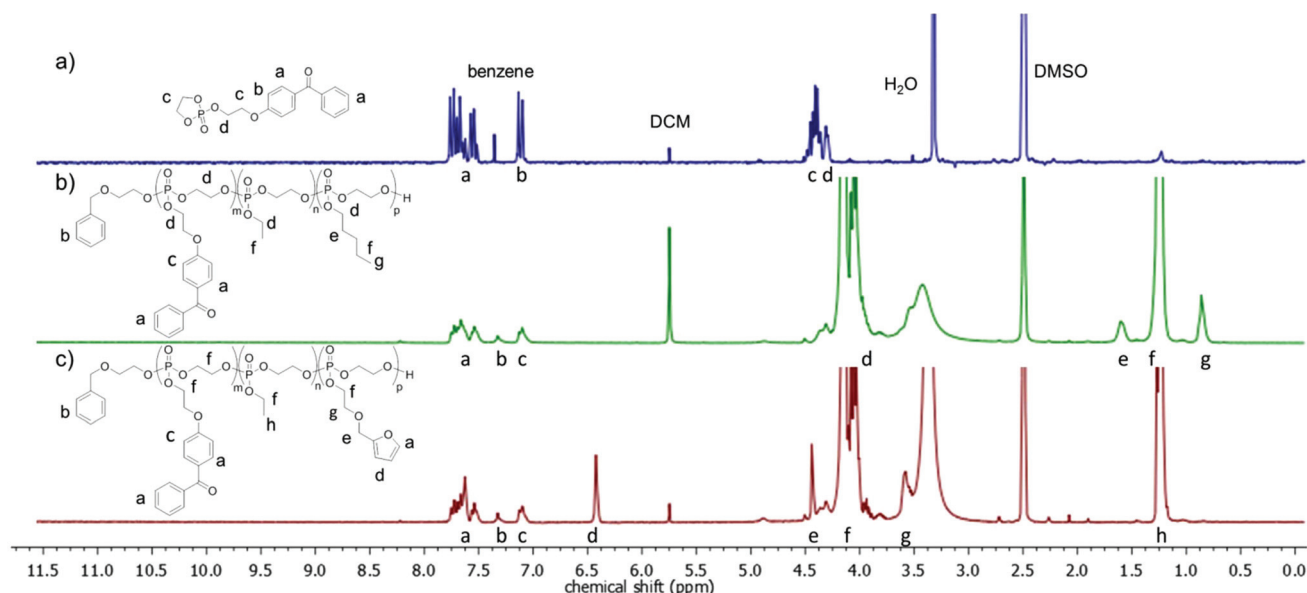 a)
a O
b
benzene
c c a
O O O
P
O O
d
H₂O
DMSO
DCM
a b c d
b)
O d O O
O O P O O P O O P O O H
m n p
O O O
d d d
b O f e f
c g
a
a O
a b c d e f g
c)
O f O O
O O P O O P O O P O O H
m n p
O O O
f f f
b O h g O
c e O a
a d
a O
a b c d e f g h
11.5 11.0 10.5 10.0 9.5 9.0 8.5 8.0 7.5 7.0 6.5 6.0 5.5 5.0 4.5 4.0 3.5 3.0 2.5 2.0 1.5 1.0 0.5 0.0
chemical shift (ppm)